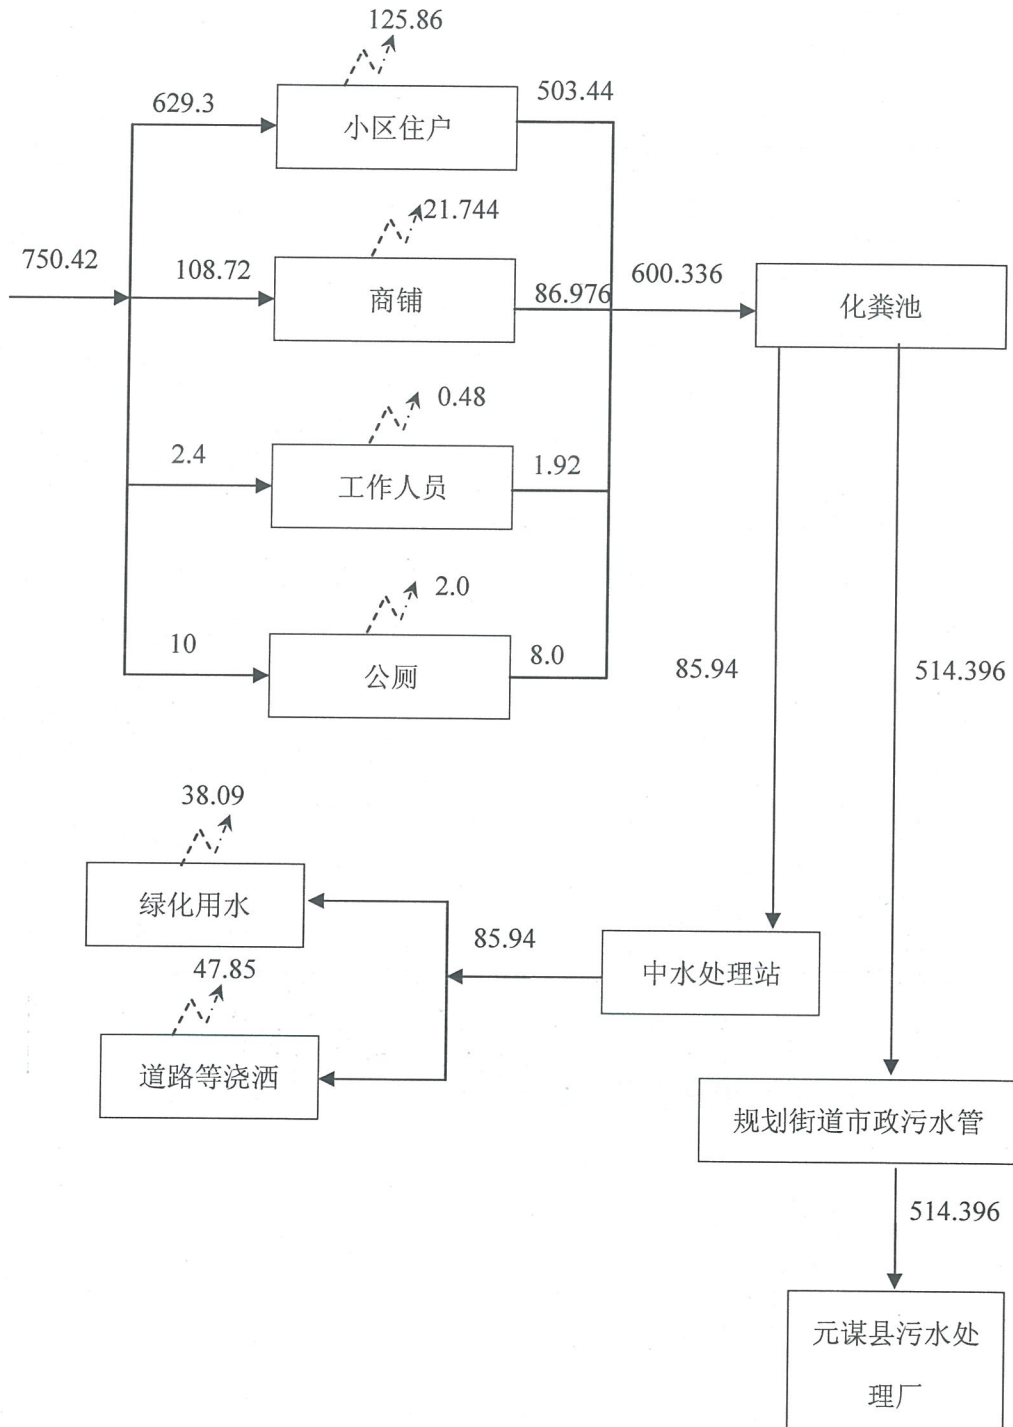 125.86
629.3
小区住户
503.44
21.744
750.42
108.72
商铺
86.976
600.336
化粪池
0.48
2.4
工作人员
1.92
2.0
10
公厕
8.0
85.94
514.396
38.09
绿化用水
85.94
中水处理站
47.85
道路等浇洒
规划街道市政污水管
514.396
元谋县污水处
理厂